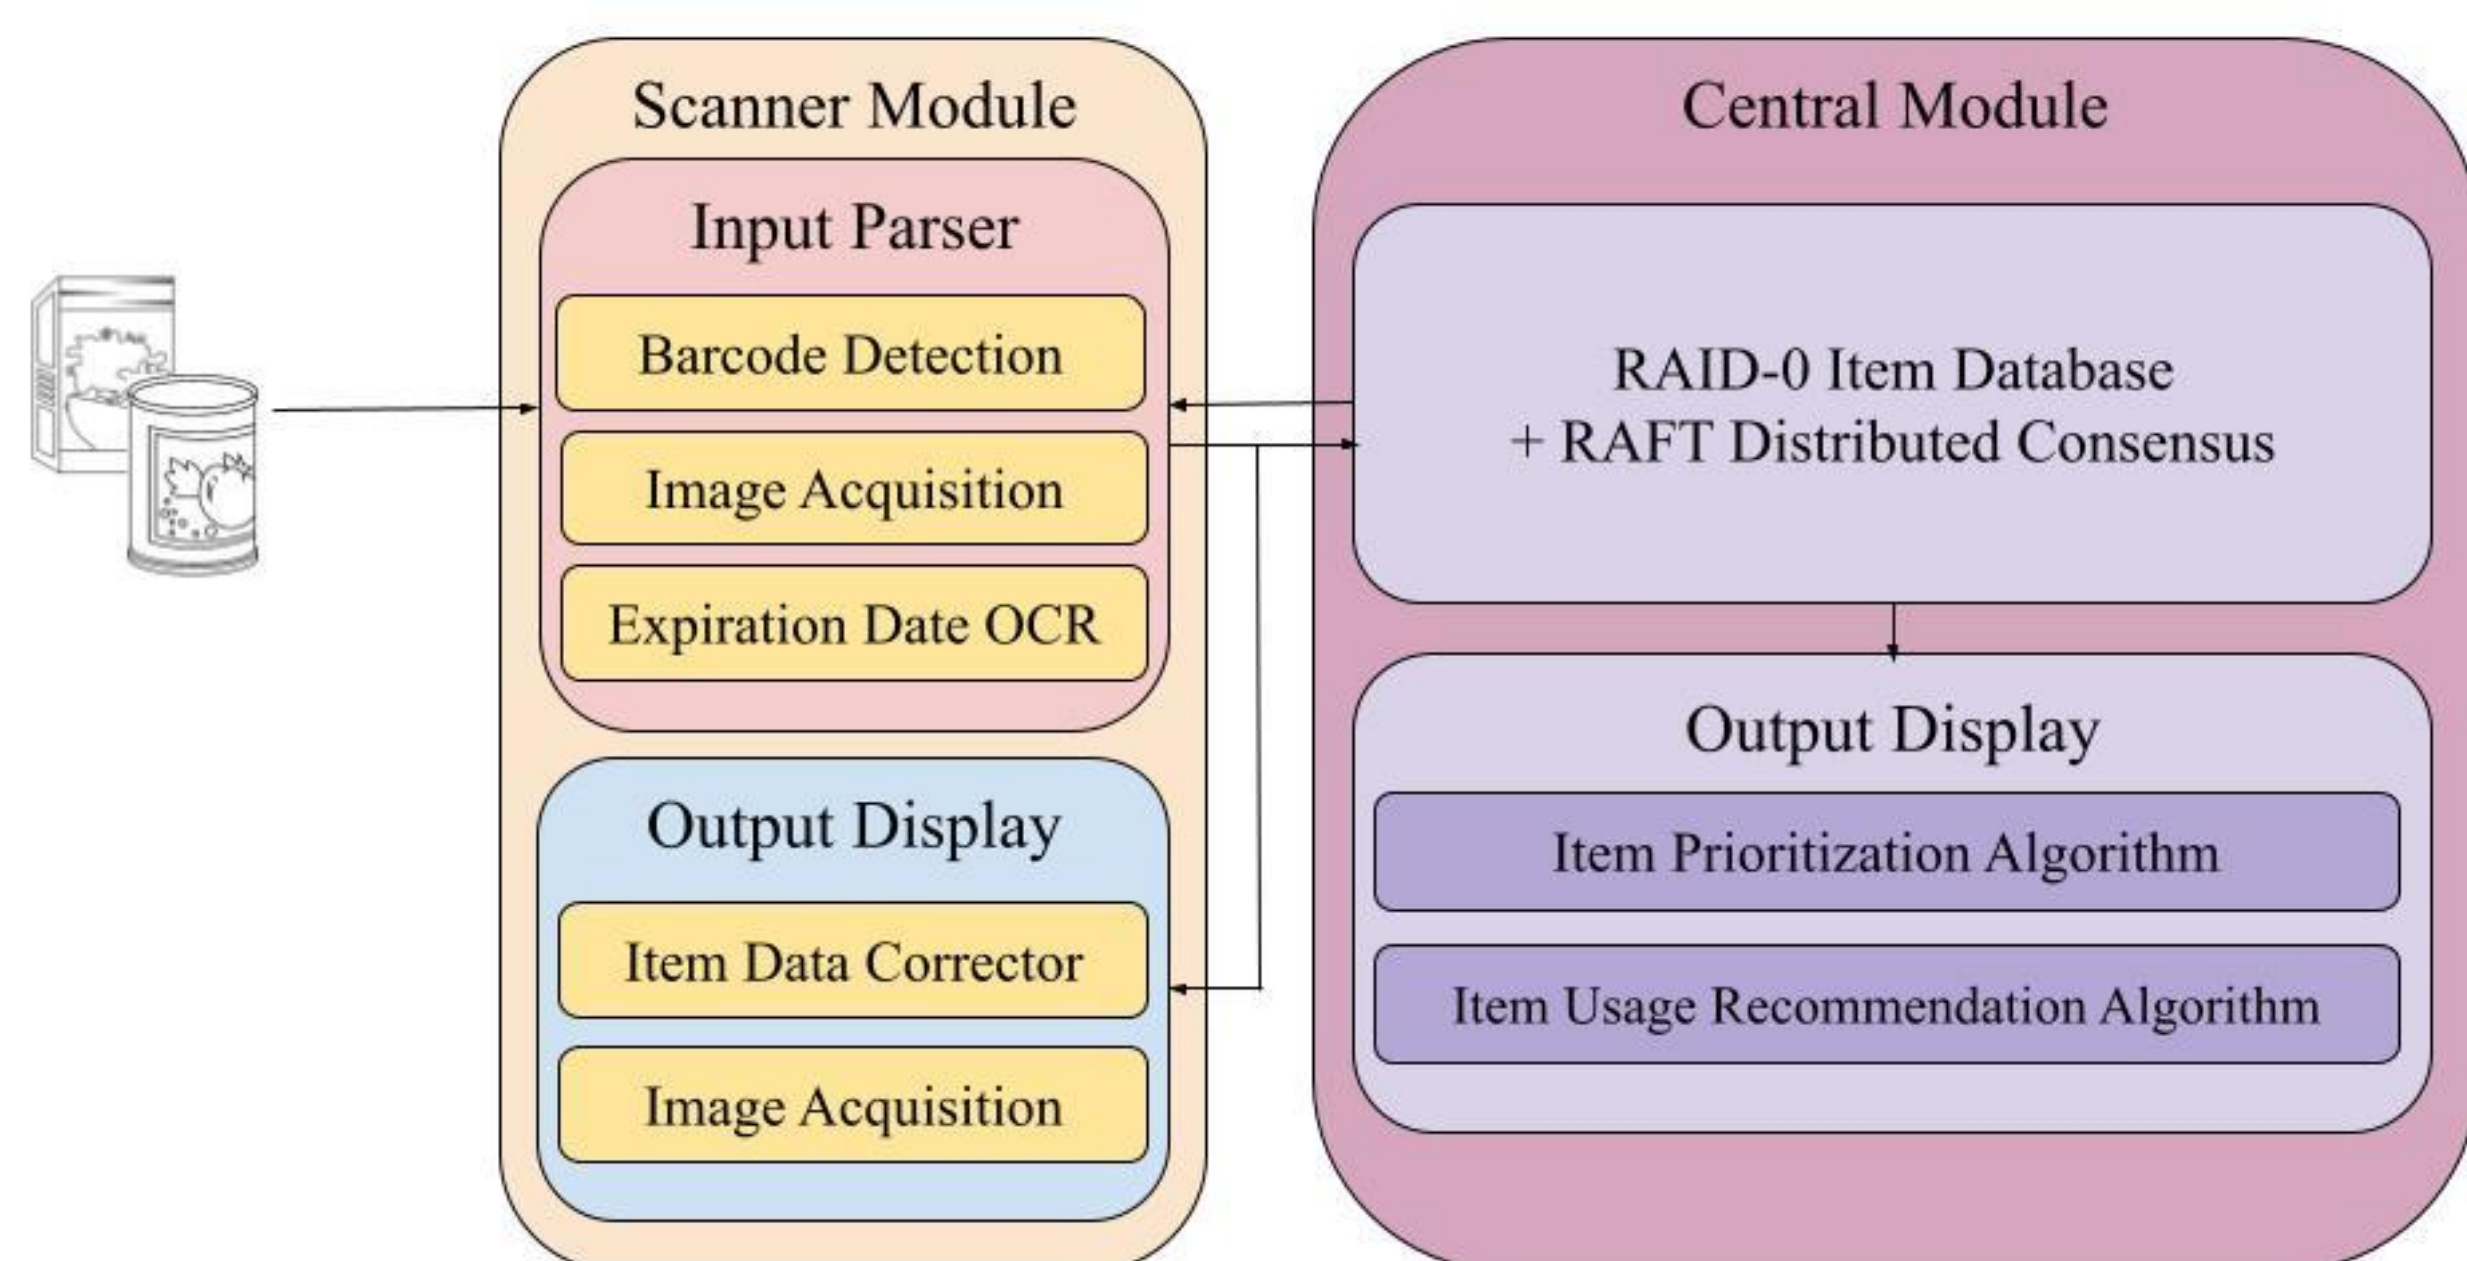 Scanner Module
Input Parser
Barcode Detection
Image Acquisition
Expiration Date OCR
Output Display
Item Data Corrector
Image Acquisition
Central Module
RAID-0 Item Database
+ RAFT Distributed Consensus
Output Display
Item Prioritization Algorithm
Item Usage Recommendation Algorithm